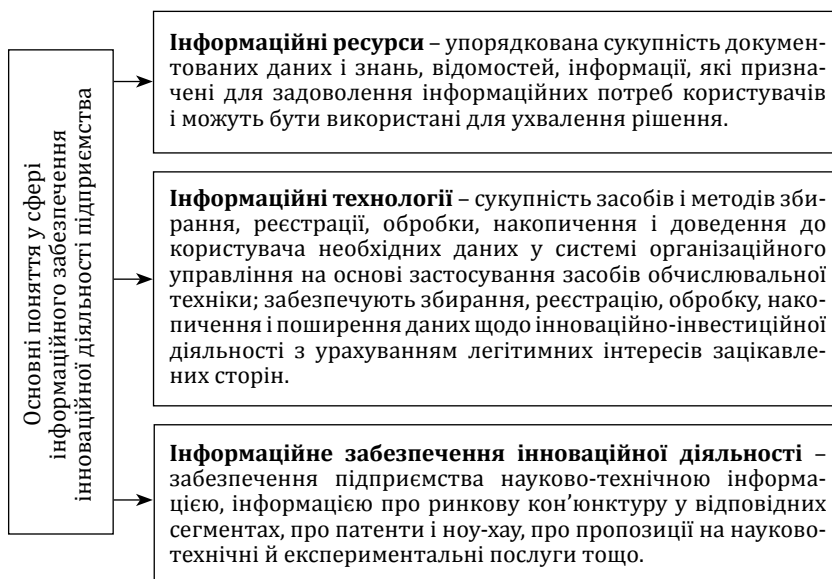 Основні поняття у сфері
інформаційного забезпечення
інноваційної діяльності підприємства
Інформаційні ресурси – упорядкована сукупність докумен-
тованих даних і знань, відомостей, інформації, які призна-
чені для задоволення інформаційних потреб користувачів
і можуть бути використані для ухвалення рішення.
Інформаційні технології – сукупність засобів і методів зби-
рання, реєстрації, обробки, накопичення і доведення до
користувача необхідних даних у системі організаційного
управління на основі застосування засобів обчислювальної
техніки; забезпечують збирання, реєстрацію, обробку, нако-
пичення і поширення даних щодо інноваційно-інвестиційної
діяльності з урахуванням легітимних інтересів зацікавле-
них сторін.
Інформаційне забезпечення інноваційної діяльності –
забезпечення підприємства науково-технічною інформа-
цією, інформацією про ринкову кон’юнктуру у відповідних
сегментах, про патенти і ноу-хау, про пропозиції на науково-
технічні й експериментальні послуги тощо.